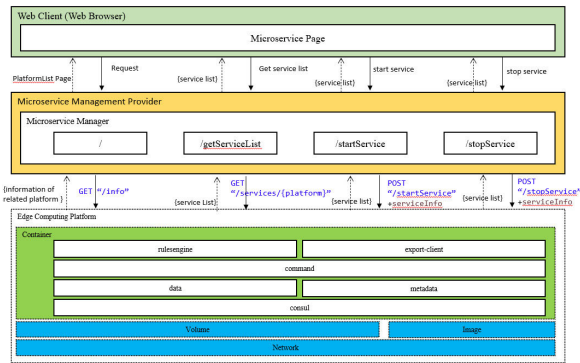 Web Client (Web Browser)
Microservice Page
PlatformList Page
Request
{service list}
Get service list
{service list}
start service
{service list}
stop service
Microservice Management Provider
Microservice Manager
/
/getServiceList
/startService
/stopService
{information of
related platform }
GET "/info"
{service List}
GET
"/services/{platform}"
{service list}
POST
"/startService"
+serviceInfo
{service list}
POST
"/stopService"
+serviceInfo
Edge Computing Platform
Container
rulesengine
export-client
command
data
metadata
consul
Volume
Image
Network